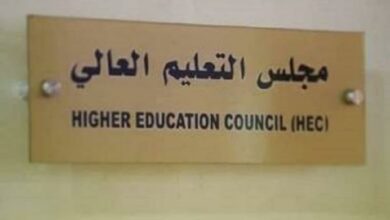 مجلس التعليم العالي
HIGHER EDUCATION COUNCIL (HEC)